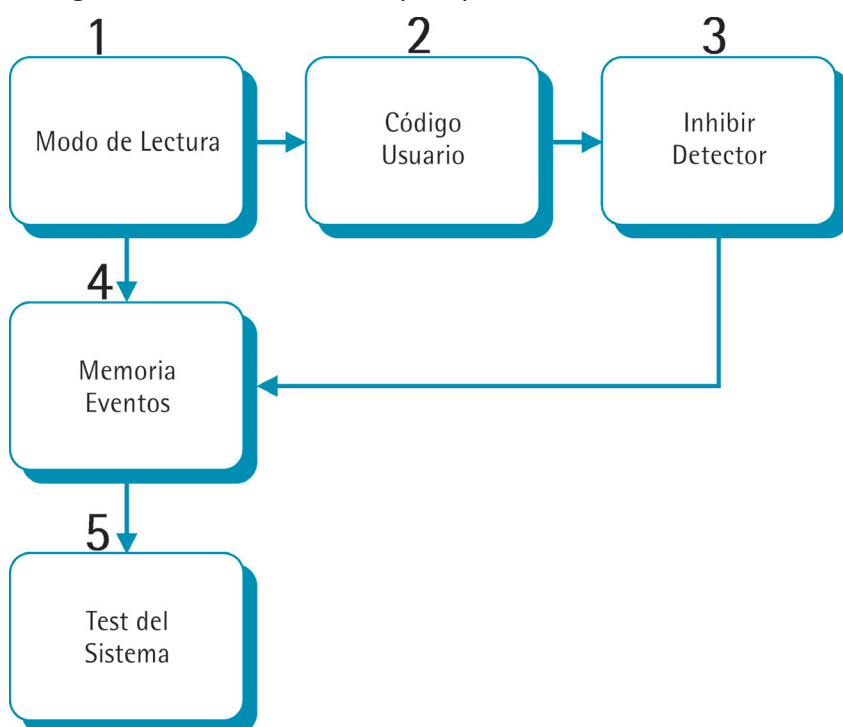 1
Modo de Lectura
2
Código
Usuario
3
Inhibir
Detector
4
Memoria
Eventos
5
Test del
Sistema